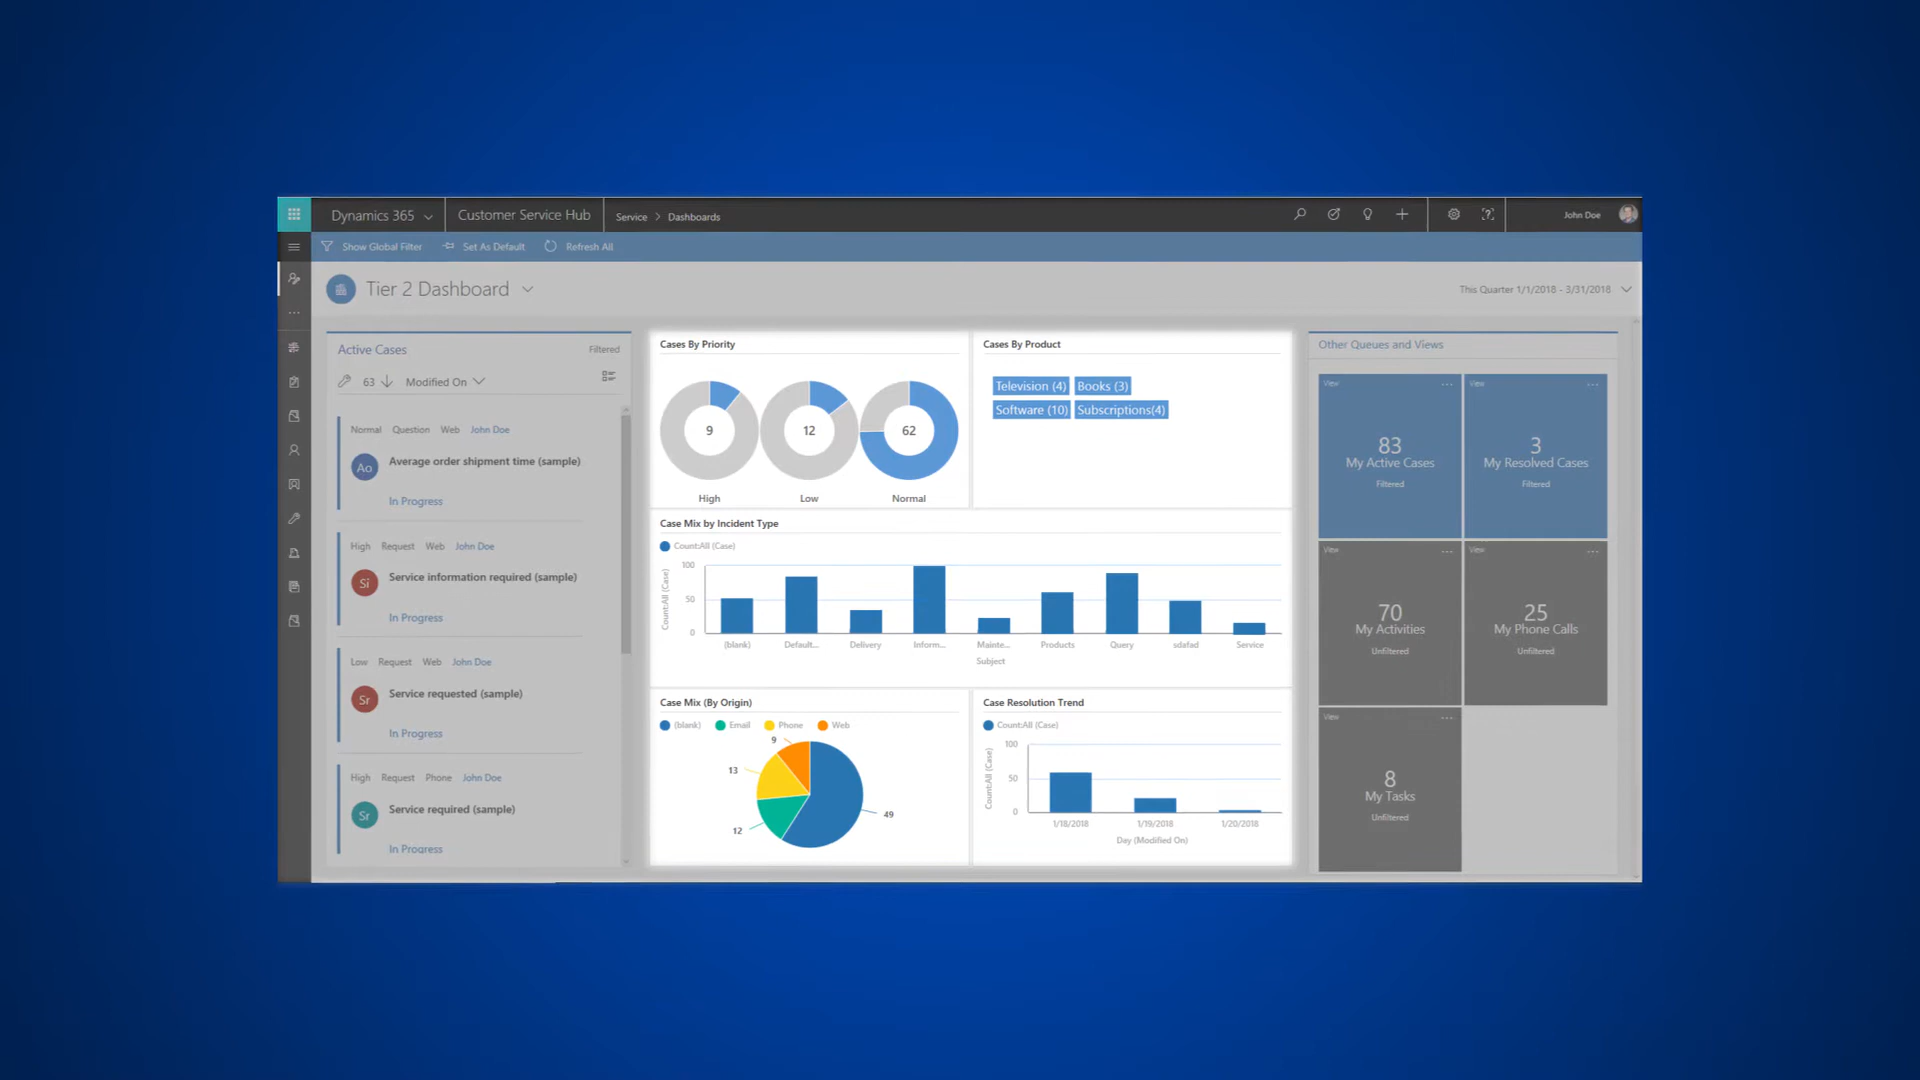 Dynamics 365
Customer Service Hub
Service > Dashboards
John Doe
Show Global Filter
Set As Default
Refresh All
Tier 2 Dashboard
This Quarter 1/1/2018 - 3/31/2018
Active Cases
Filtered
63
Modified On
Normal Question Web John Doe
Ao
Average order shipment time (sample)
In Progress
High Request Web John Doe
Si
Service information required (sample)
In Progress
Low Request Web John Doe
Sr
Service requested (sample)
In Progress
High Request Phone John Doe
Sr
Service required (sample)
In Progress
Cases By Priority
9
12
62
High
Low
Normal
Cases By Product
Television (4) Books (3)
Software (10) Subscriptions(4)
Case Mix by Incident Type
Count:All (Case)
Count:All (Case)
100
50
0
(blank)
Default...
Delivery
Inform...
Mainte...
Products
Query
sdafad
Service
Subject
Case Mix (By Origin)
(blank) Email Phone Web
9
13
12
49
Case Resolution Trend
Count:All (Case)
Count:All (Case)
100
50
0
1/18/2018
1/19/2018
1/20/2018
Day (Modified On)
Other Queues and Views
View ...
83
My Active Cases
Filtered
View ...
3
My Resolved Cases
Filtered
View ...
70
My Activities
Unfiltered
View ...
25
My Phone Calls
Unfiltered
View ...
8
My Tasks
Unfiltered